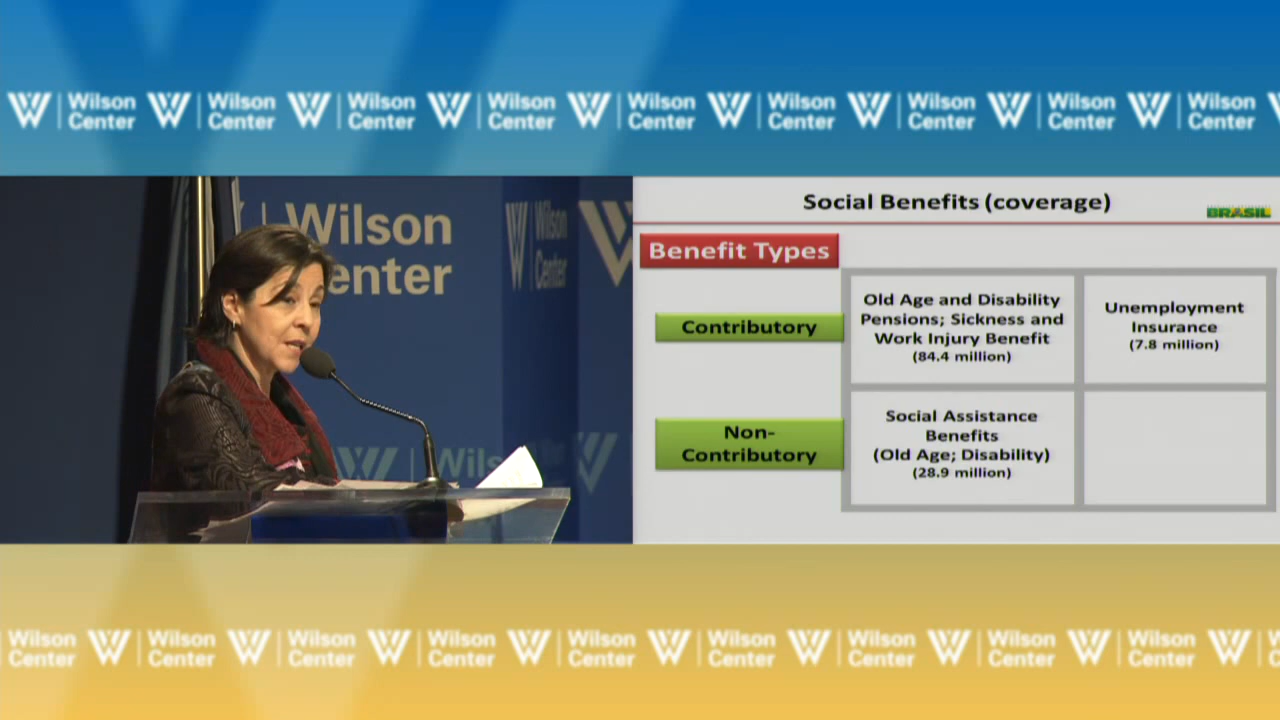 Wilson Center
Wilson Center
Wilson Center
Wilson Center
Wilson Center
Wilson Center
Wilson Center
Wilson Center
Wilson Center
Wilson
enter
Wilson
Center
Wils
Social Benefits (coverage)
BRASIL
Benefit Types
Contributory
Old Age and Disability
Pensions; Sickness and
Work Injury Benefit
(84.4 million)
Unemployment
Insurance
(7.8 million)
Non-
Contributory
Social Assistance
Benefits
(Old Age; Disability)
(28.9 million)
Wilson Center
Wilson Center
Wilson Center
Wilson Center
Wilson Center
Wilson Center
Wilson Center
Wilson Center
Wilson Center